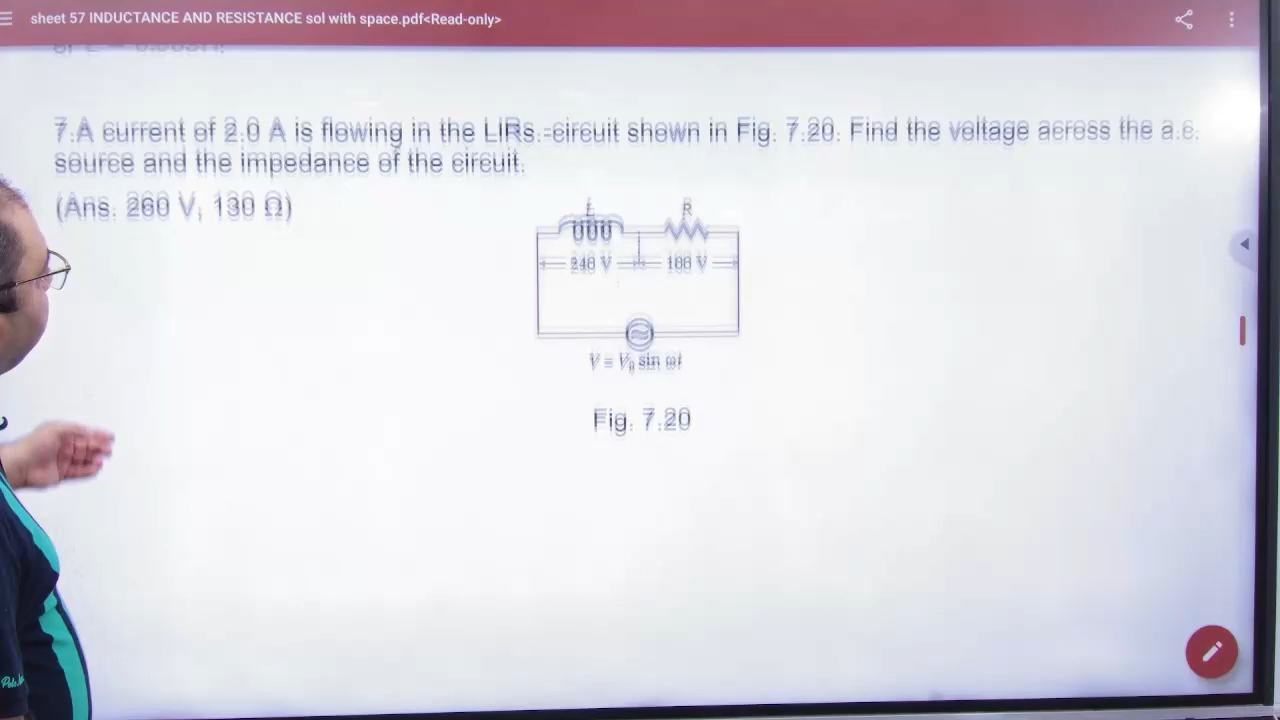 sheet 57 INDUCTANCE AND RESISTANCE sol with space.pdf<Read-only>
7.A current of 2.0 A is flowing in the LIRs.-circuit shown in Fig. 7.20. Find the voltage across the a.c.
source and the impedance of the circuit.
(Ans. 260 V, 130 Ω)
L R
240 V 100 V
V = V₀ sin ωt
Fig. 7.20